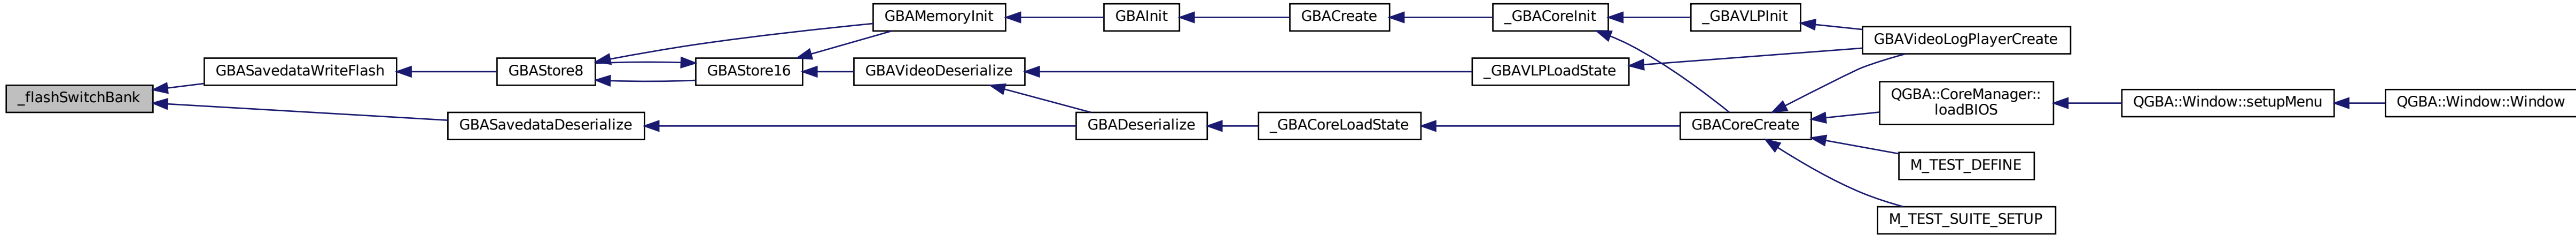 _flashSwitchBank
GBASavedataWriteFlash
GBASavedataDeserialize
GBAStore8
GBAStore16
GBAMemoryInit
GBAVideoDeserialize
GBADeserialize
GBAInit
GBACreate
_GBACoreLoadState
_GBACoreInit
_GBAVLPLoadState
_GBAVLPInit
GBACoreCreate
GBAVideoLogPlayerCreate
QGBA::CoreManager::
loadBIOS
M_TEST_DEFINE
M_TEST_SUITE_SETUP
QGBA::Window::setupMenu
QGBA::Window::Window